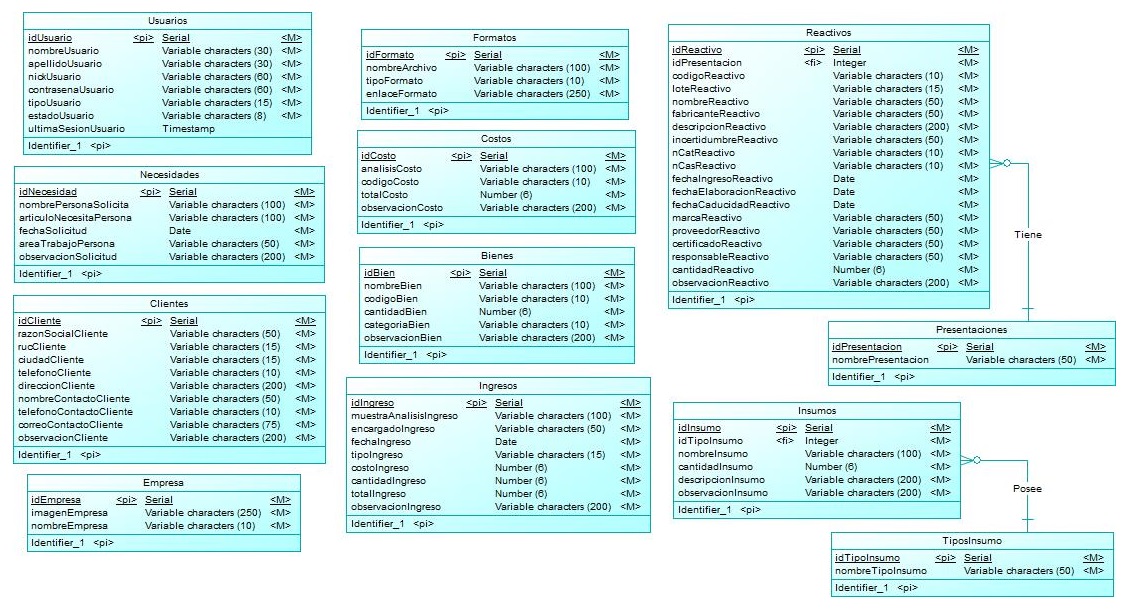 Usuarios
idUsuario <pi> Serial <M>
nombreUsuario Variable characters (30) <M>
apellidoUsuario Variable characters (30) <M>
nickUsuario Variable characters (60) <M>
contrasenaUsuario Variable characters (60) <M>
tipoUsuario Variable characters (15) <M>
estadoUsuario Variable characters (8) <M>
ultimaSesionUsuario Timestamp
Identifier_1 <pi>
Necesidades
idNecesidad <pi> Serial <M>
nombrePersonaSolicita Variable characters (100) <M>
articuloNecesitaPersona Variable characters (100) <M>
fechaSolicitud Date <M>
areaTrabajoPersona Variable characters (50) <M>
observacionSolicitud Variable characters (200) <M>
Identifier_1 <pi>
Clientes
idCliente <pi> Serial <M>
razonSocialCliente Variable characters (50) <M>
rucCliente Variable characters (15) <M>
ciudadCliente Variable characters (15) <M>
telefonoCliente Variable characters (10) <M>
direccionCliente Variable characters (200) <M>
nombreContactoCliente Variable characters (50) <M>
telefonoContactoCliente Variable characters (10) <M>
correoContactoCliente Variable characters (75) <M>
observacionCliente Variable characters (200) <M>
Identifier_1 <pi>
Empresa
idEmpresa <pi> Serial <M>
imagenEmpresa Variable characters (250) <M>
nombreEmpresa Variable characters (10) <M>
Identifier_1 <pi>
Formatos
idFormato <pi> Serial <M>
nombreArchivo Variable characters (100) <M>
tipoFormato Variable characters (10) <M>
enlaceFormato Variable characters (250) <M>
Identifier_1 <pi>
Costos
idCosto <pi> Serial <M>
analisisCosto Variable characters (100) <M>
codigoCosto Variable characters (10) <M>
totalCosto Number (6) <M>
observacionCosto Variable characters (200) <M>
Identifier_1 <pi>
Bienes
idBien <pi> Serial <M>
nombreBien Variable characters (100) <M>
codigoBien Variable characters (10) <M>
cantidadBien Number (6) <M>
categoriaBien Variable characters (10) <M>
observacionBien Variable characters (200) <M>
Identifier_1 <pi>
Ingresos
idIngreso <pi> Serial <M>
muestraAnalisisIngreso Variable characters (100) <M>
encargadoIngreso Variable characters (50) <M>
fechaIngreso Date <M>
tipoIngreso Variable characters (15) <M>
costoIngreso Number (6) <M>
cantidadIngreso Number (6) <M>
totalIngreso Number (6) <M>
observacionIngreso Variable characters (200) <M>
Identifier_1 <pi>
Reactivos
idReactivo <pi> Serial <M>
idPresentacion <fi> Integer <M>
codigoReactivo Variable characters (10) <M>
loteReactivo Variable characters (15) <M>
nombreReactivo Variable characters (50) <M>
fabricanteReactivo Variable characters (50) <M>
descripcionReactivo Variable characters (200) <M>
incertidumbreReactivo Variable characters (50) <M>
nCatReactivo Variable characters (10) <M>
nCasReactivo Variable characters (10) <M>
fechaIngresoReactivo Date <M>
fechaElaboracionReactivo Date <M>
fechaCaducidadReactivo Date <M>
marcaReactivo Variable characters (50) <M>
proveedorReactivo Variable characters (50) <M>
certificadoReactivo Variable characters (50) <M>
responsableReactivo Variable characters (50) <M>
cantidadReactivo Number (6) <M>
observacionReactivo Variable characters (200) <M>
Identifier_1 <pi>
Tiene
Presentaciones
idPresentacion <pi> Serial <M>
nombrePresentacion Variable characters (50) <M>
Identifier_1 <pi>
Insumos
idInsumo <pi> Serial <M>
idTipoInsumo <fi> Integer <M>
nombreInsumo Variable characters (100) <M>
cantidadInsumo Number (6) <M>
descripcionInsumo Variable characters (200) <M>
observacionInsumo Variable characters (200) <M>
Identifier_1 <pi>
Posee
TiposInsumo
idTipoInsumo <pi> Serial <M>
nombreTipoInsumo Variable characters (50) <M>
Identifier_1 <pi>